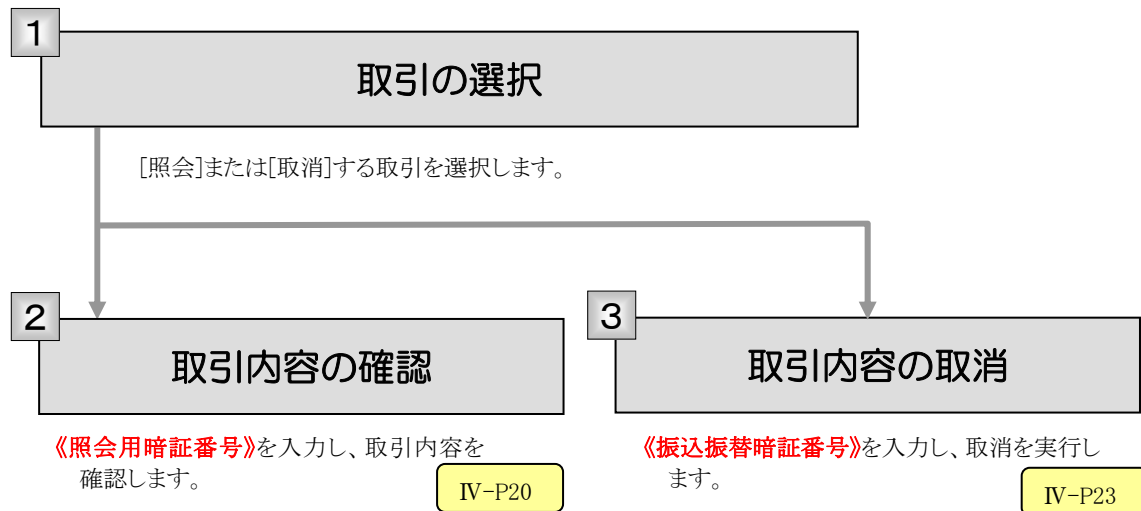 1
取引の選択
[照会]または[取消]する取引を選択します。
2
取引内容の確認
《照会用暗証番号》を入力し、取引内容を
確認します。
Ⅳ-P20
3
取引内容の取消
《振込振替暗証番号》を入力し、取消を実行し
ます。
Ⅳ-P23